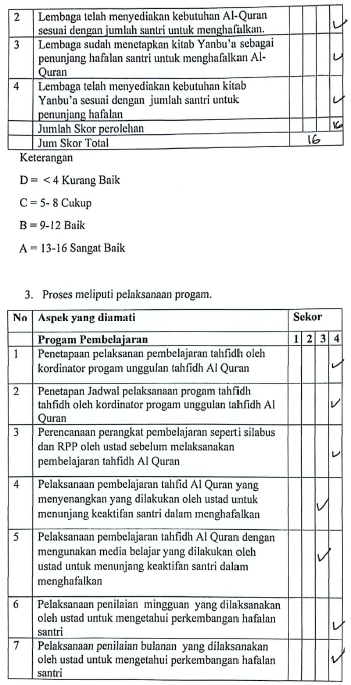 2 Lembaga telah menyediakan kebutuhan Al-Quran
sesuai dengan jumlah santri untuk menghafalkan. ✓
3 Lembaga sudah menetapkan kitab Yanbu'a sebagai
penunjang hafalan santri untuk menghafalkan Al-
Quran ✓
4 Lembaga telah menyediakan kebutuhan kitab
Yanbu'a sesuai dengan jumlah santri untuk
penunjang hafalan ✓
Jumlah Skor perolehan 16
Jum Skor Total 16
Keterangan
D = < 4 Kurang Baik
C = 5- 8 Cukup
B = 9-12 Baik
A = 13-16 Sangat Baik
3. Proses meliputi pelaksanaan progam.
No Aspek yang diamati Sekor
Progam Pembelajaran 1 2 3 4
1 Penetapaan pelaksanan pembelajaran tahfidh oleh
kordinator progam unggulan tahfidh Al Quran ✓
2 Penetapan Jadwal pelaksanaan progam tahfidh
tahfidh oleh kordinator progam unggulan tahfidh Al
Quran ✓
3 Perencanaan perangkat pembelajaran seperti silabus
dan RPP oleh ustad sebelum melaksanakan
pembelajaran tahfidh Al Quran ✓
4 Pelaksanaan pembelajaran tahfid Al Quran yang
menyenangkan yang dilakukan oleh ustad untuk
menunjang keaktifan santri dalam menghafalkan ✓
5 Pelaksanaan pembelajaran tahfidh Al Quran dengan
mengunakan media belajar yang dilakukan oleh
ustad untuk menunjang keaktifan santri dalam
menghafalkan ✓
6 Pelaksanaan penilaian mingguan yang dilaksanakan
oleh ustad untuk mengetahui perkembangan hafalan
santri ✓
7 Pelaksanaan penilaian bulanan yang dilaksanakan
oleh ustad untuk mengetahui perkembangan hafalan
santri ✓